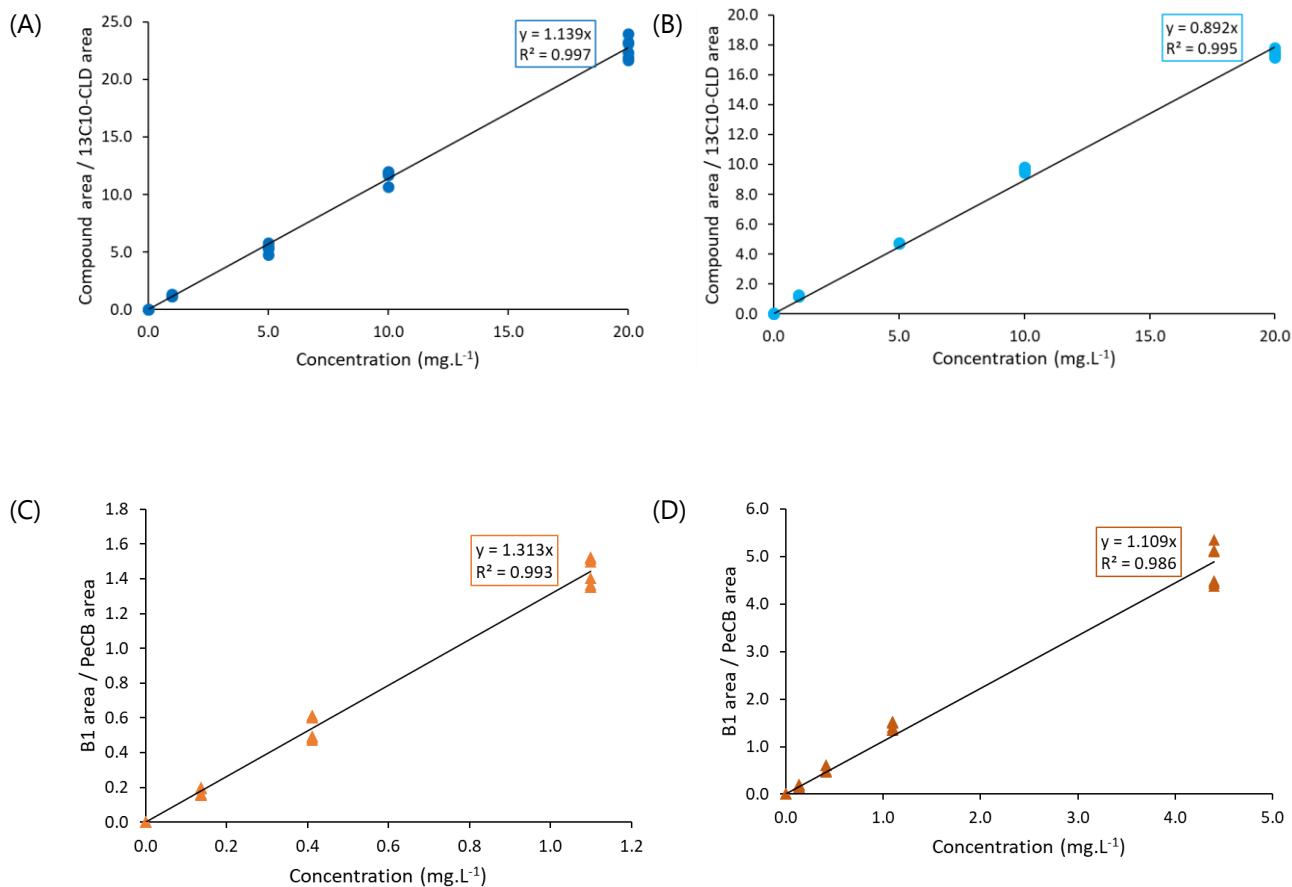 (A)
Compound area / 13C10-CLD area
25.0
20.0
15.0
10.0
5.0
0.0
y = 1.139x
R² = 0.997
0.0 5.0 10.0 15.0 20.0
Concentration (mg.L⁻¹)
(B)
Compound area / 13C10-CLD area
20.0
18.0
16.0
14.0
12.0
10.0
8.0
6.0
4.0
2.0
0.0
y = 0.892x
R² = 0.995
0.0 5.0 10.0 15.0 20.0
Concentration (mg.L⁻¹)
(C)
B1 area / PeCB area
1.8
1.6
1.4
1.2
1.0
0.8
0.6
0.4
0.2
0.0
y = 1.313x
R² = 0.993
0.0 0.2 0.4 0.6 0.8 1.0 1.2
Concentration (mg.L⁻¹)
(D)
B1 area / PeCB area
6.0
5.0
4.0
3.0
2.0
1.0
0.0
y = 1.109x
R² = 0.986
0.0 1.0 2.0 3.0 4.0 5.0
Concentration (mg.L⁻¹)